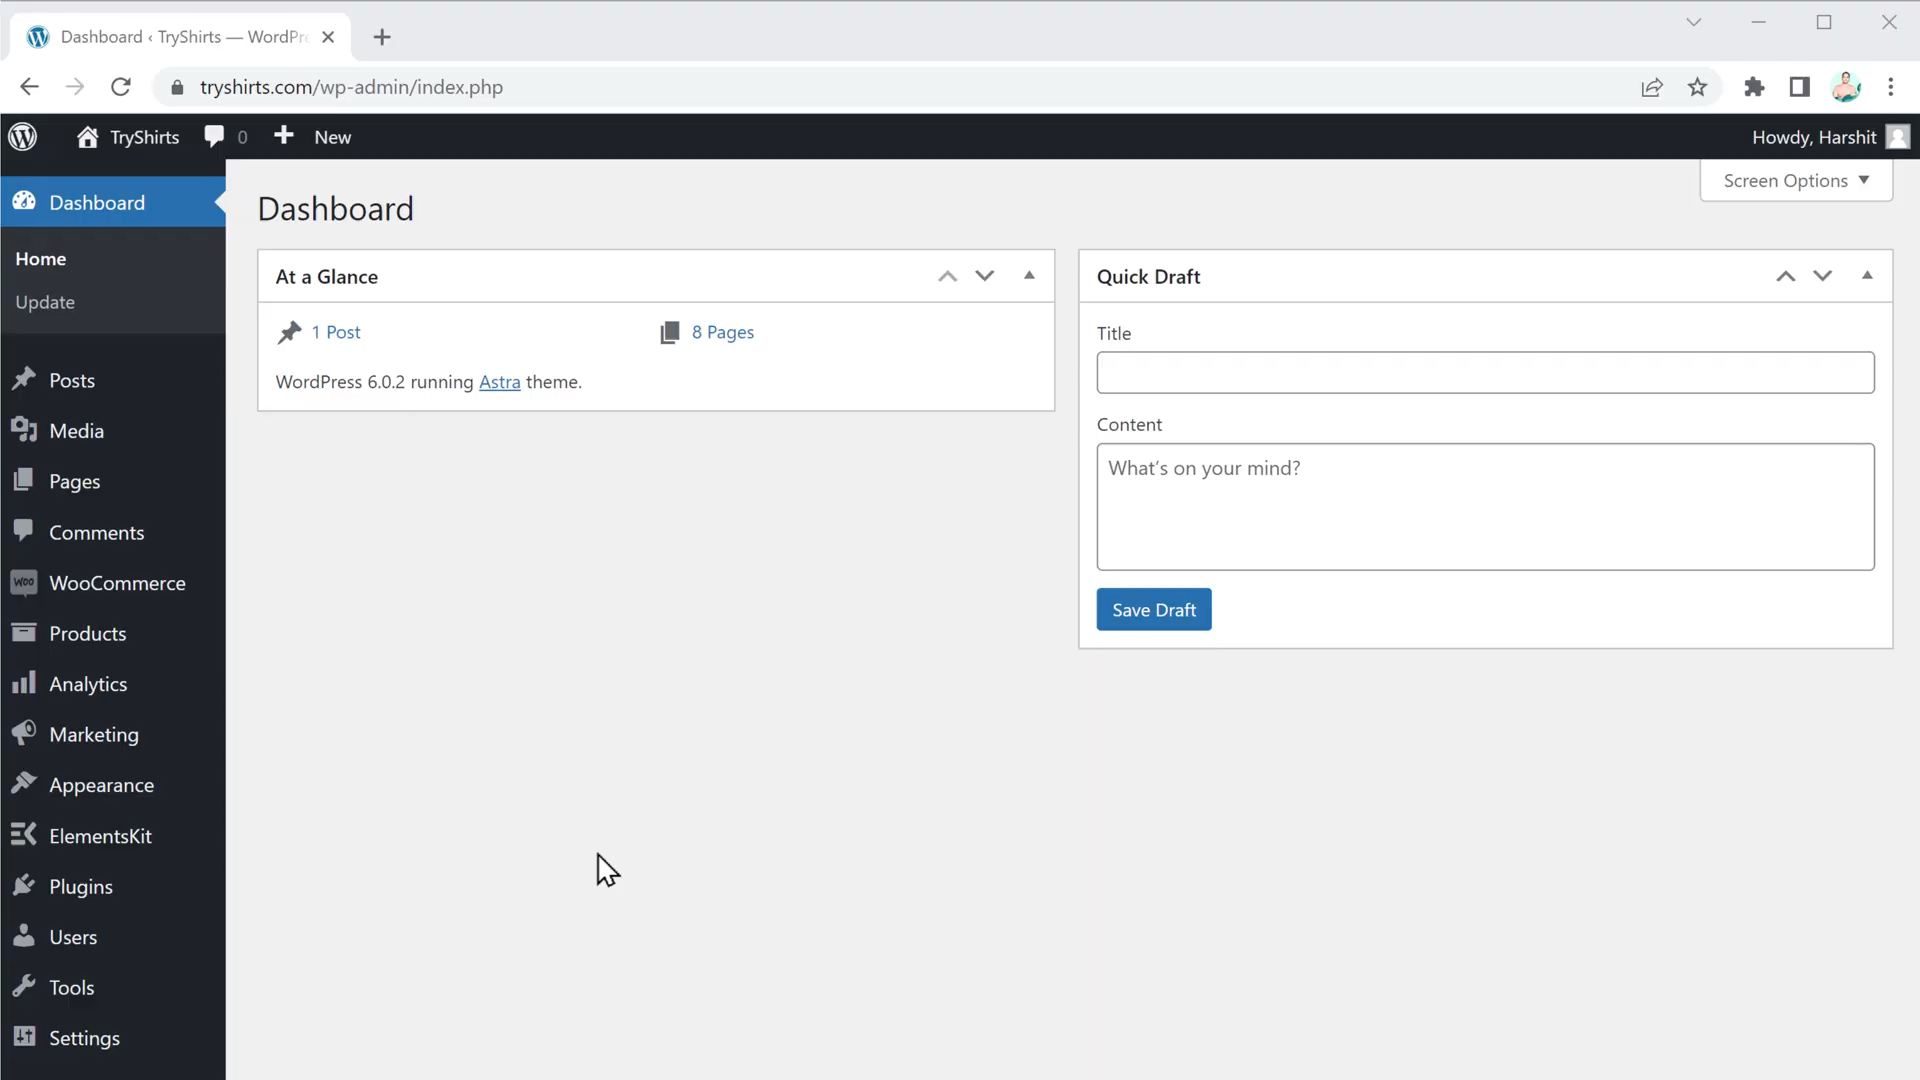 Dashboard ‹ TryShirts — WordPre
tryshirts.com/wp-admin/index.php
TryShirts
0
New
Howdy, Harshit
Screen Options
Dashboard
Home
Update
Posts
Media
Pages
Comments
WOO WooCommerce
Products
Analytics
Marketing
Appearance
ElementsKit
Plugins
Users
Tools
Settings
Dashboard
At a Glance
1 Post
8 Pages
WordPress 6.0.2 running Astra theme.
Quick Draft
Title
Content
What's on your mind?
Save Draft